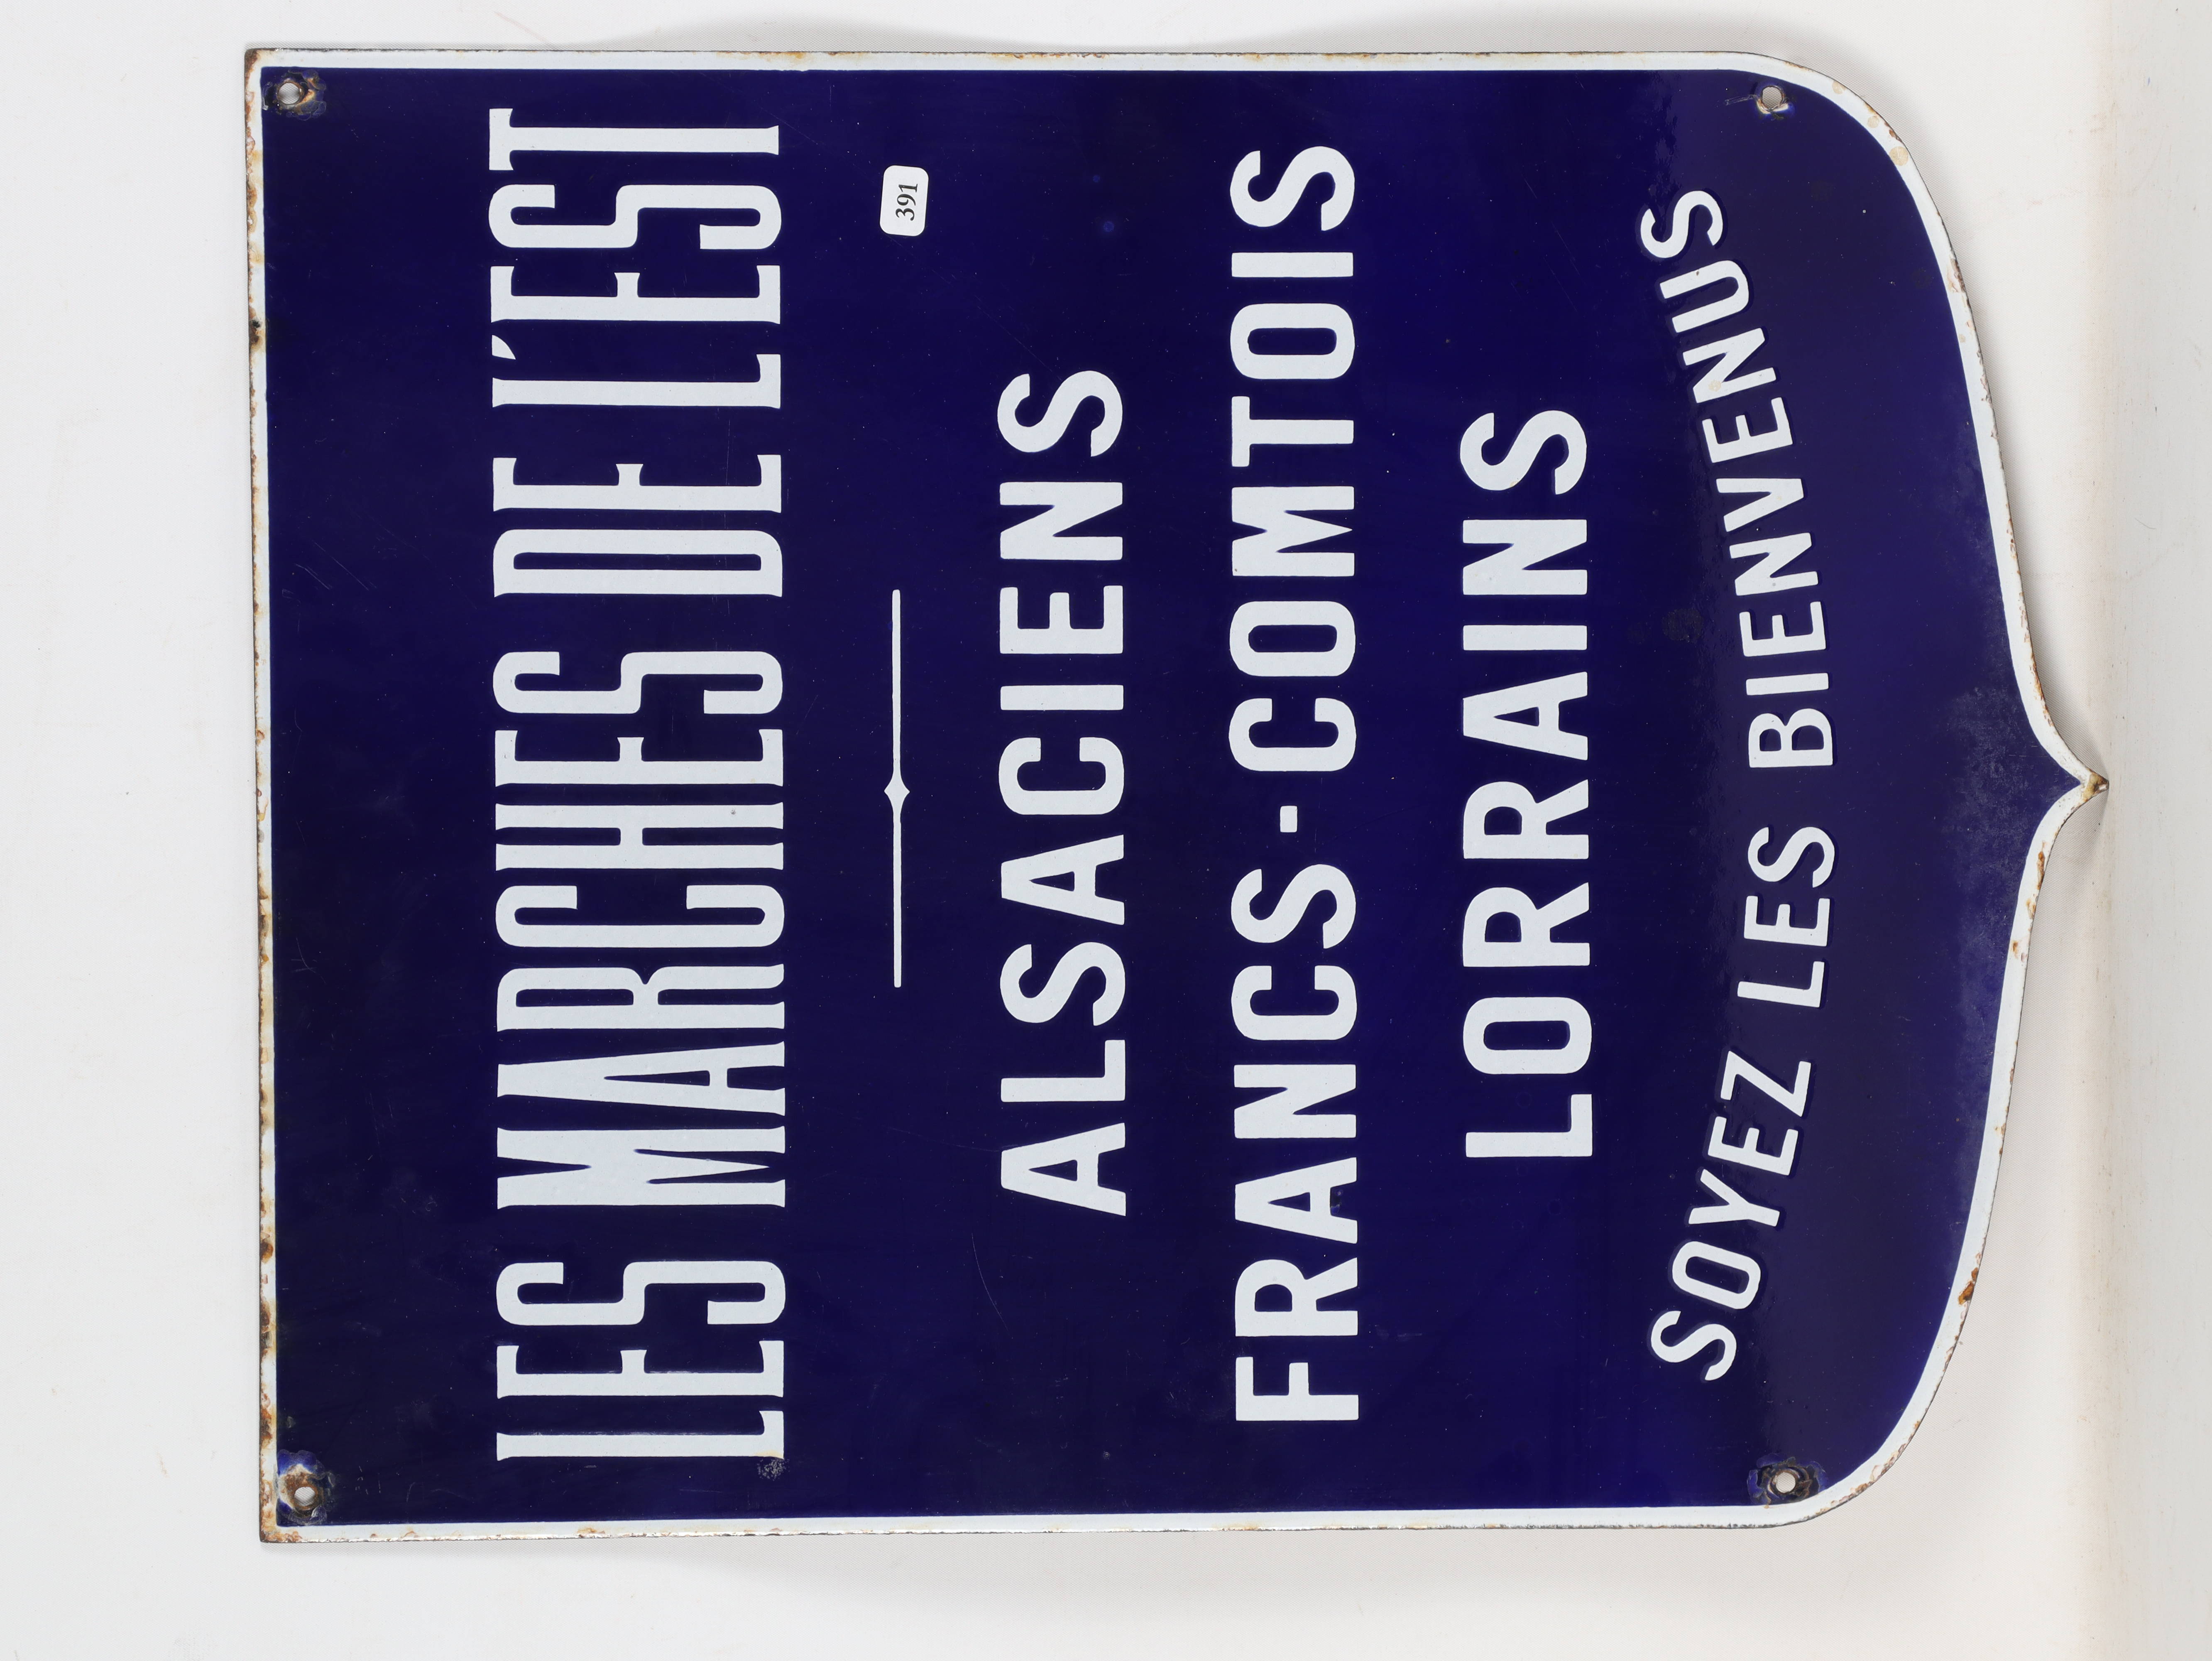 LES MARCHES DE L'EST
391
ALSACIENS
FRANCS-COMTOIS
LORRAINS
SOYEZ LES BIENVENUS